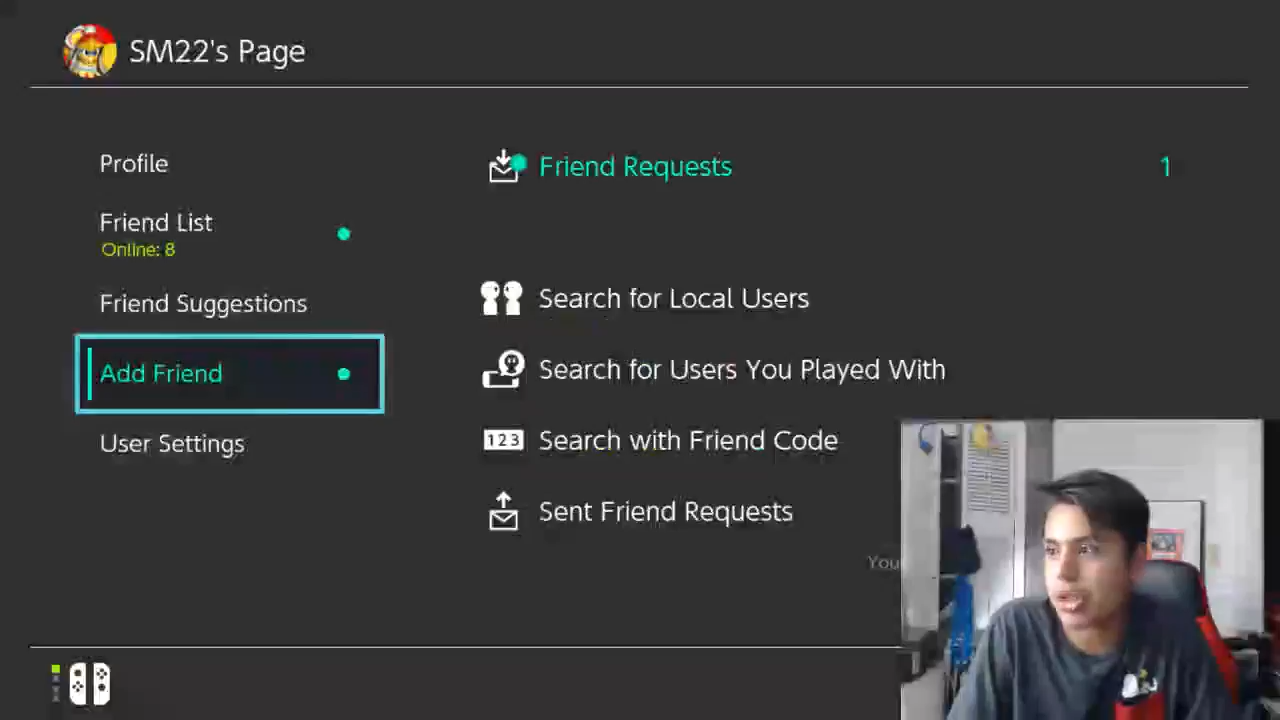 SM22's Page
Profile
Friend List
Online: 8
Friend Suggestions
Add Friend
User Settings
Friend Requests 1
Search for Local Users
Search for Users You Played With
123 Search with Friend Code
Sent Friend Requests
You